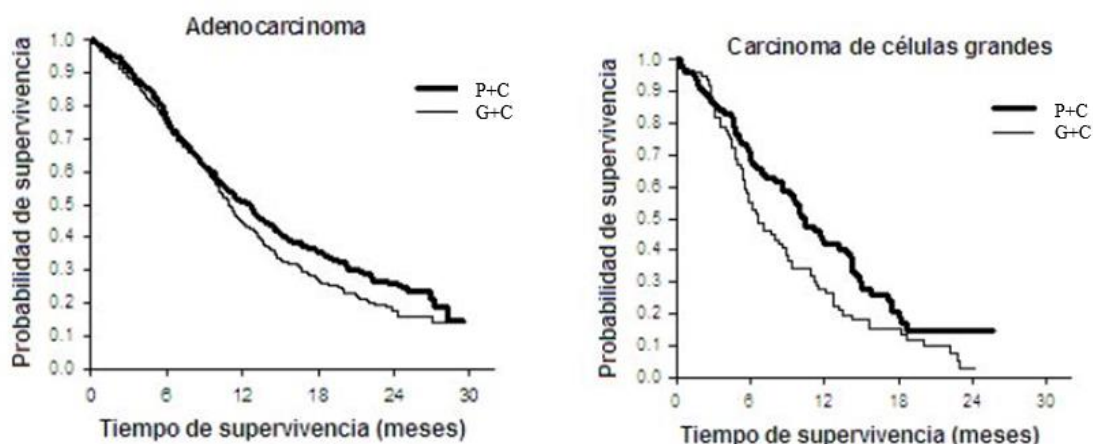 Adenocarcinoma
Probabilidad de supervivencia
1.0
0.9
0.8
0.7
0.6
0.5
0.4
0.3
0.2
0.1
0.0
P+C
G+C
0 6 12 18 24 30
Tiempo de supervivencia (meses)
Carcinoma de células grandes
Probabilidad de supervivencia
1.0
0.9
0.8
0.7
0.6
0.5
0.4
0.3
0.2
0.1
0.0
P+C
G+C
0 6 12 18 24 30
Tiempo de supervivencia (meses)